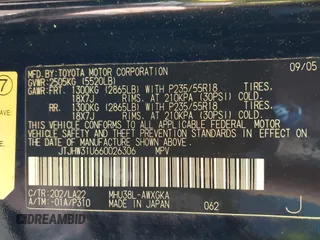 MFD. BY: TOYOTA MOTOR CORPORATION 09/05
GVWR: 2505KG (5520LB)
GAWR:FRT. 1300KG (2865LB) WITH P235/55R18 TIRES,
18X7J RIMS, AT 210KPA (30PSI) COLD.
RR. 1300KG (2865LB) WITH P235/55R18 TIRES,
18X7J RIMS, AT 210KPA (30PSI) COLD.
THIS VEHICLE CONFORMS TO ALL APPLICABLE FEDERAL MOTOR
VEHICLE SAFETY AND THEFT PREVENTION STANDARDS IN EFFECT
ON THE DATE OF MANUFACTURE SHOWN ABOVE.
JTJHW31U660026306 MPV
C/TR:202/LA22 MHU38L-AWXGKA
A/TM:-01A/P310 MADE IN JAPAN 062 J
DREAMBID